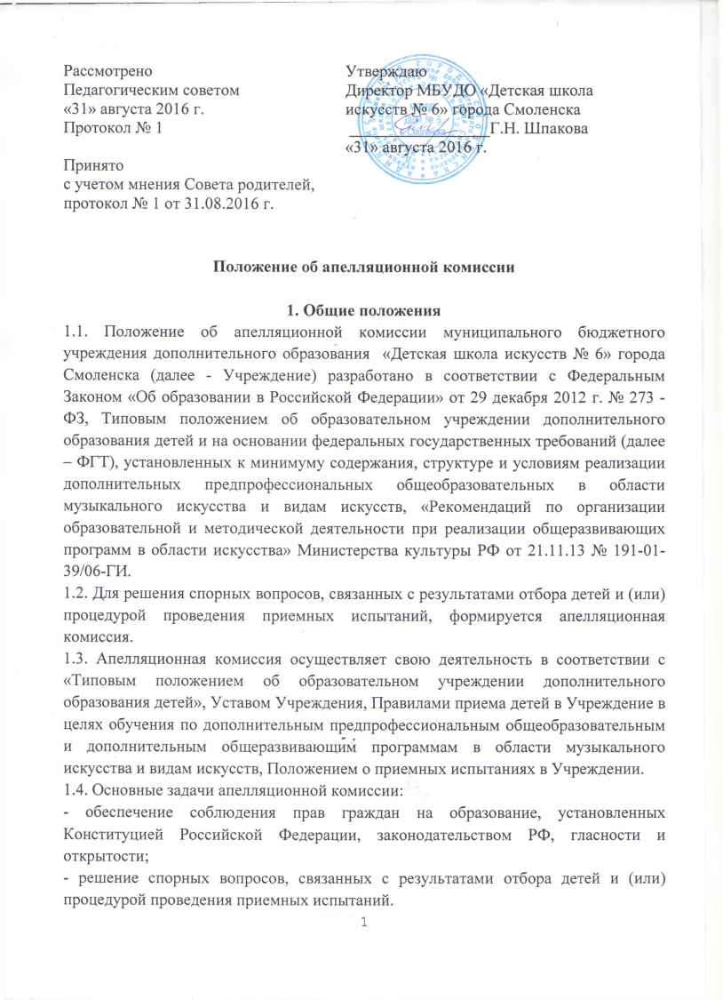 Рассмотрено
Педагогическим советом
«31» августа 2016 г.
Протокол № 1
Принято
с учетом мнения Совета родителей,
протокол № 1 от 31.08.2016 г.
Утверждаю
Директор МБУДО «Детская школа
искусств № 6» города Смоленска
Г.Н. Шпакова
«31» августа 2016 г.
Положение об апелляционной комиссии
1. Общие положения
1.1. Положение об апелляционной комиссии муниципального бюджетного
учреждения дополнительного образования «Детская школа искусств № 6» города
Смоленска (далее - Учреждение) разработано в соответствии с Федеральным
Законом «Об образовании в Российской Федерации» от 29 декабря 2012 г. № 273 -
ФЗ, Типовым положением об образовательном учреждении дополнительного
образования детей и на основании федеральных государственных требований (далее
– ФГТ), установленных к минимуму содержания, структуре и условиям реализации
дополнительных предпрофессиональных общеобразовательных в области
музыкального искусства и видам искусств, «Рекомендаций по организации
образовательной и методической деятельности при реализации общеразвивающих
программ в области искусства» Министерства культуры РФ от 21.11.13 № 191-01-
39/06-ГИ.
1.2. Для решения спорных вопросов, связанных с результатами отбора детей и (или)
процедурой проведения приемных испытаний, формируется апелляционная
комиссия.
1.3. Апелляционная комиссия осуществляет свою деятельность в соответствии с
«Типовым положением об образовательном учреждении дополнительного
образования детей», Уставом Учреждения, Правилами приема детей в Учреждение в
целях обучения по дополнительным предпрофессиональным общеобразовательным
и дополнительным общеразвивающим программам в области музыкального
искусства и видам искусств, Положением о приемных испытаниях в Учреждении.
1.4. Основные задачи апелляционной комиссии:
- обеспечение соблюдения прав граждан на образование, установленных
Конституцией Российской Федерации, законодательством РФ, гласности и
открытости;
- решение спорных вопросов, связанных с результатами отбора детей и (или)
процедурой проведения приемных испытаний.
1